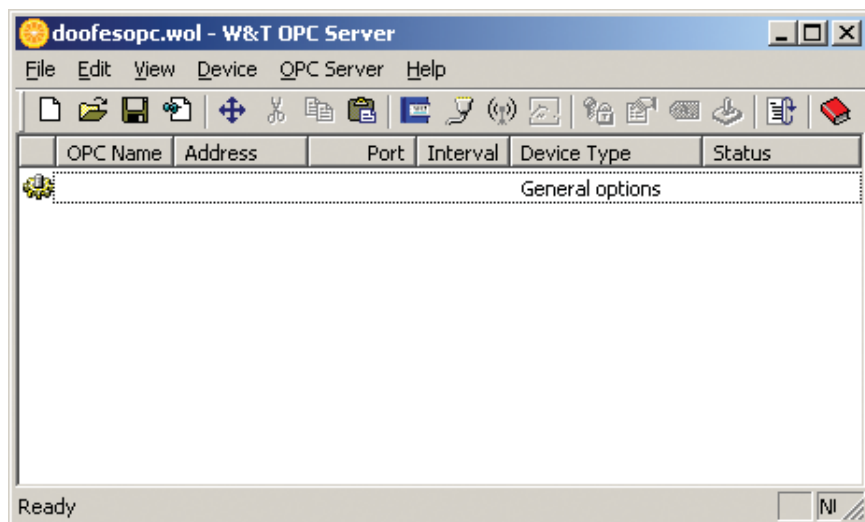 doofesopc.wol - W&T OPC Server
File Edit View Device OPC Server Help
OPC Name Address Port Interval Device Type Status
General options
Ready